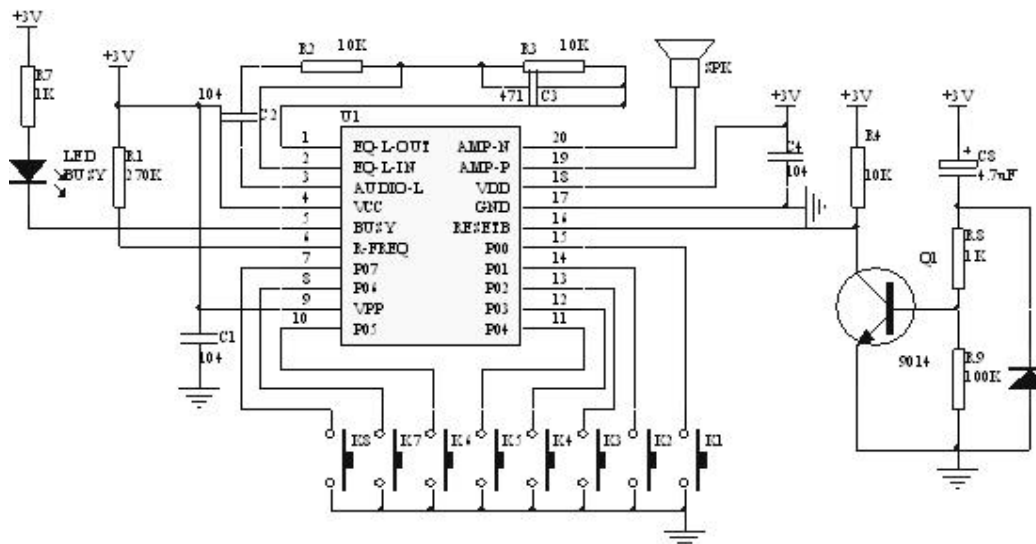 +3V
R7
1K
LED
BUSY
+3V
R1
270K
104
C2
R2
10K
R3
10K
471
C3
SPK
+3V
C4
104
+3V
R4
10K
+3V
+
C8
4.7uF
R8
1K
Q1
9014
R9
100K
C1
104
U1
1 EQ-L-OUT AMP-N 20
2 EQ-L-IN AMP-P 19
3 AUDIO-L VDD 18
4 VCC GND 17
5 BUSY RESETB 16
6 R-FREQ P00 15
7 P07 P01 14
8 P06 P02 13
9 VPP P03 12
10 P05 P04 11
K8 K7 K6 K5 K4 K3 K2 K1